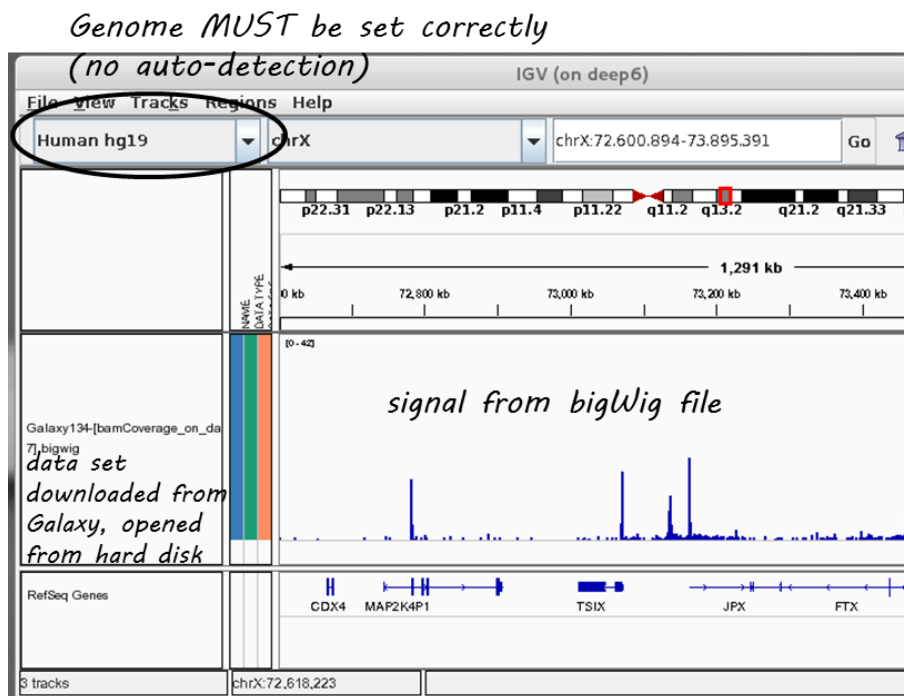 Genome MUST be set correctly
(no auto-detection)
IGV (on deep6)
File View Tracks Regions Help
Human hg19
chrX
chrX:72.600.894-73.895.391
Go
p22.31 p22.13 p21.2 p11.4 p11.22 q11.2 q13.2 q21.2 q21.33
1,291 kb
0 kb 72,800 kb 73,000 kb 73,200 kb 73,400 kb
NAME
DATA TYPE
[0 - 42]
signal from bigWig file
Galaxy134-[bamCoverage_on_da
7].bigwig
data set
downloaded from
Galaxy, opened
from hard disk
RefSeq Genes
CDX4 MAP2K4P1 TSIX JPX FTX
3 tracks
chrX:72,618,223